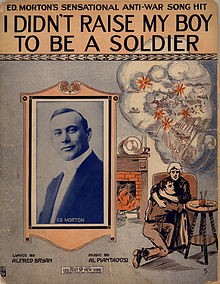 ED. MORTON'S SENSATIONAL ANTI-WAR SONG HIT
I DIDN'T RAISE MY BOY
TO BE A SOLDIER
ED MORTON
LYRICS BY
ALFRED BRYAN
MUSIC BY
AL. PIANTADOSI
5